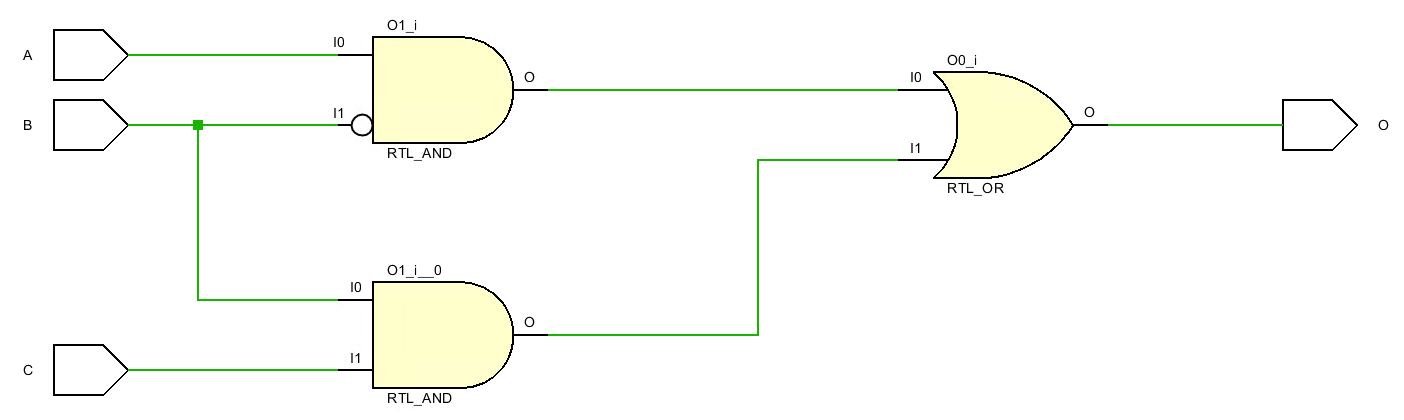 O1_i
A
I0
O
B
I1
RTL_AND
O0_i
I0
O
I1
O
RTL_OR
O1_i__0
I0
O
C
I1
RTL_AND